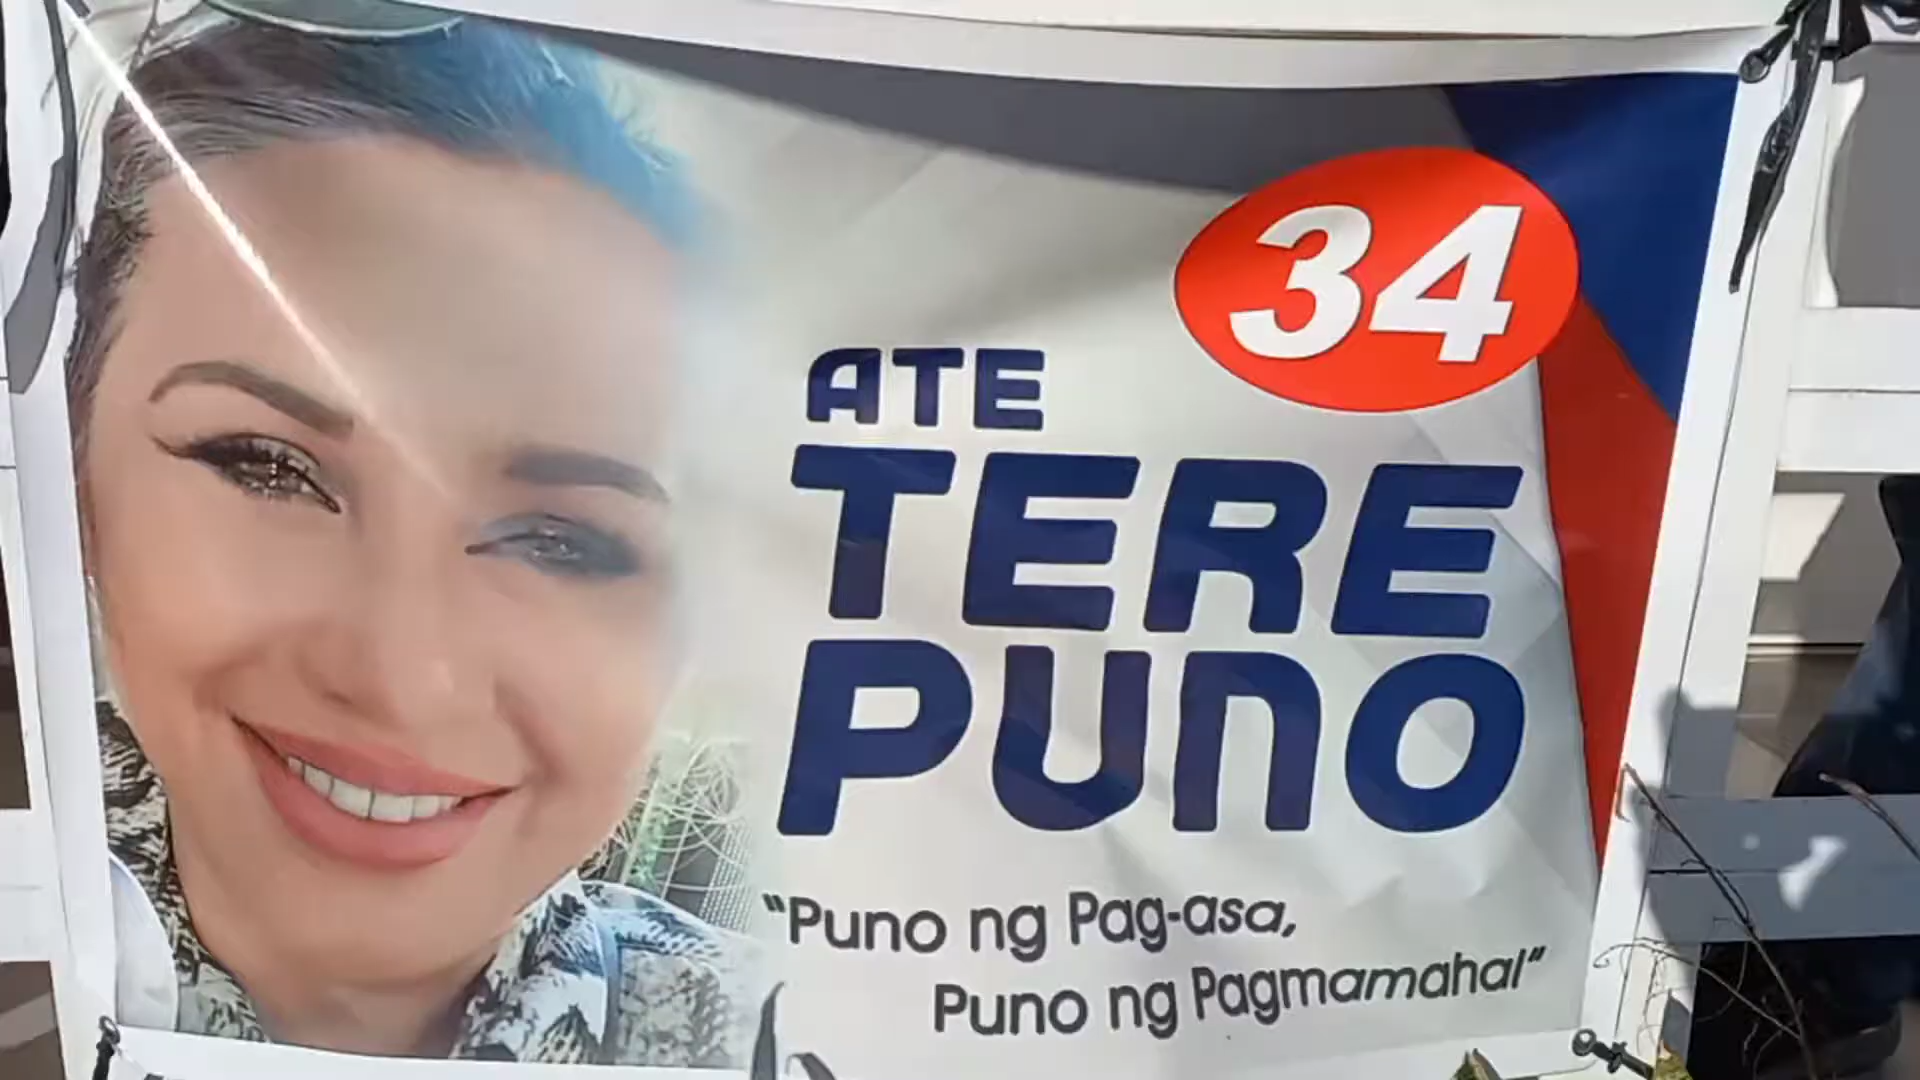 34
ATE
TERE
PUNO
"Puno ng Pag-asa,
Puno ng Pagmamahal"